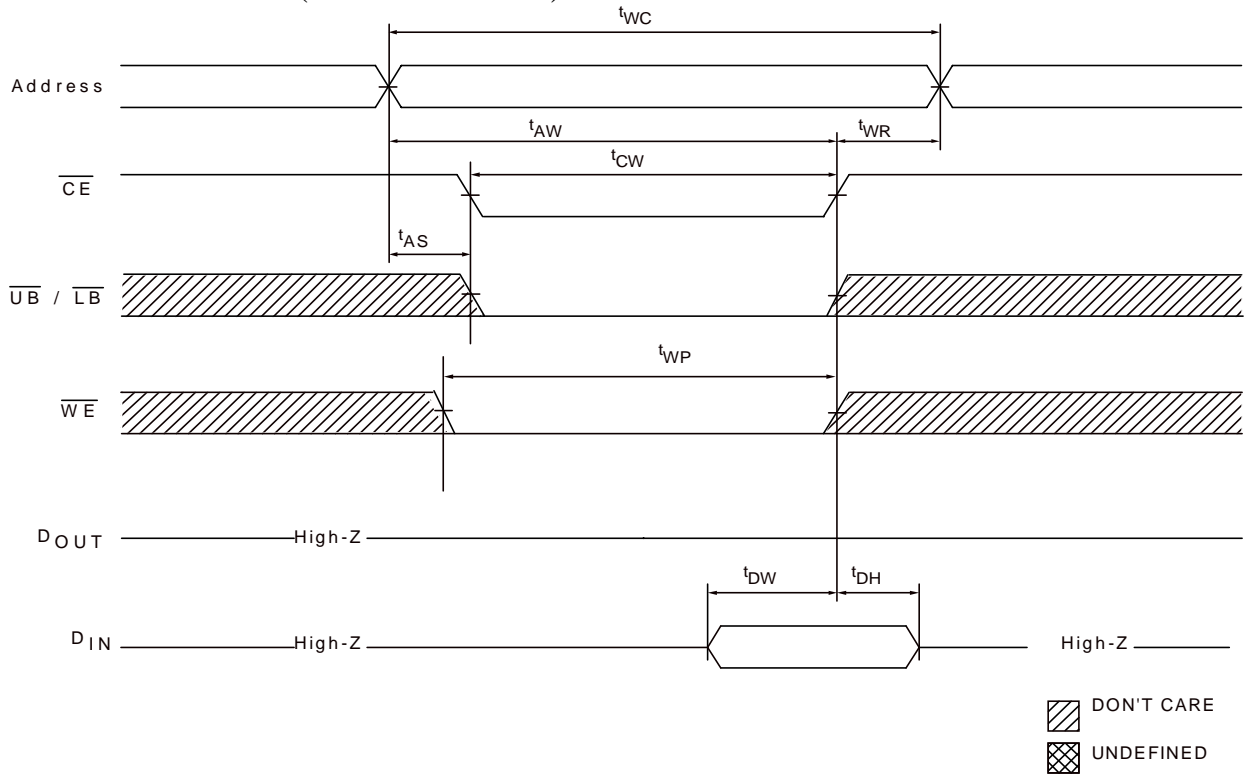 tWC
Address
tAW
tWR
tCW
CE
tAS
UB / LB
tWP
WE
DOUT High-Z
tDW
tDH
DIN High-Z High-Z
DON'T CARE
UNDEFINED